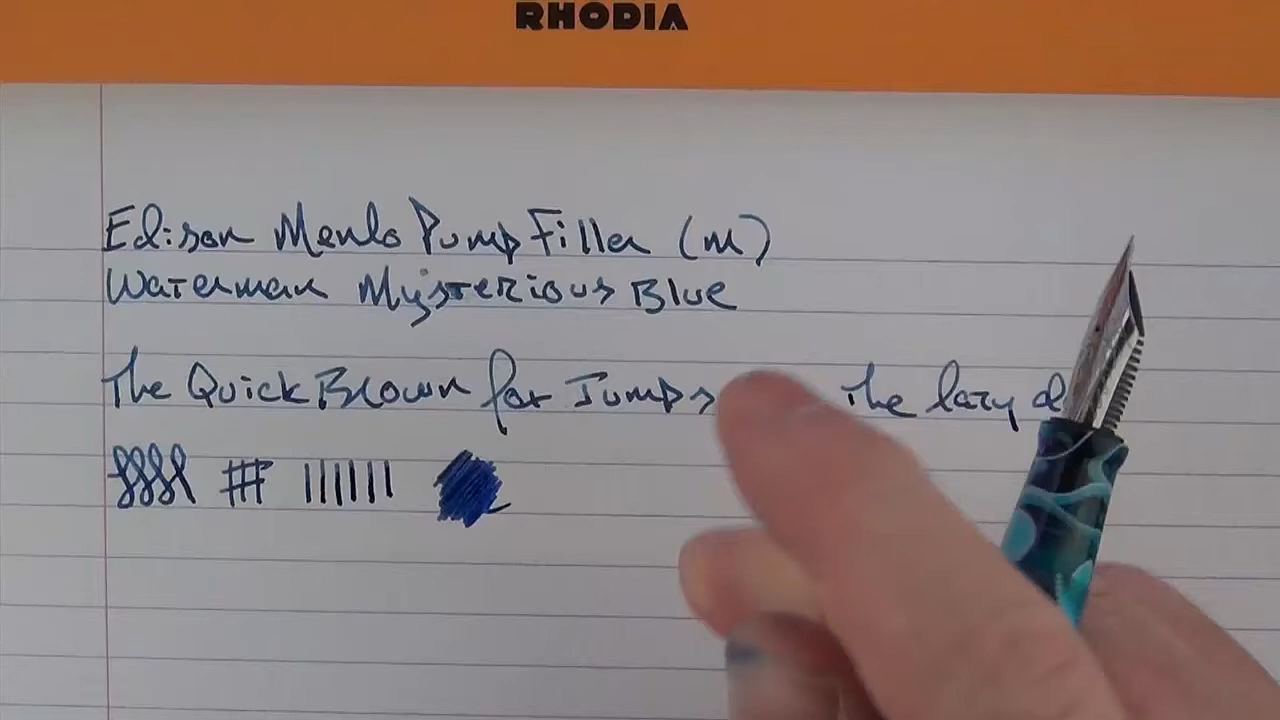 RHODIA
Edison Menlo Pump Filler (m)
Waterman Mysterious Blue
The Quick Brown fox Jumps The lazy d